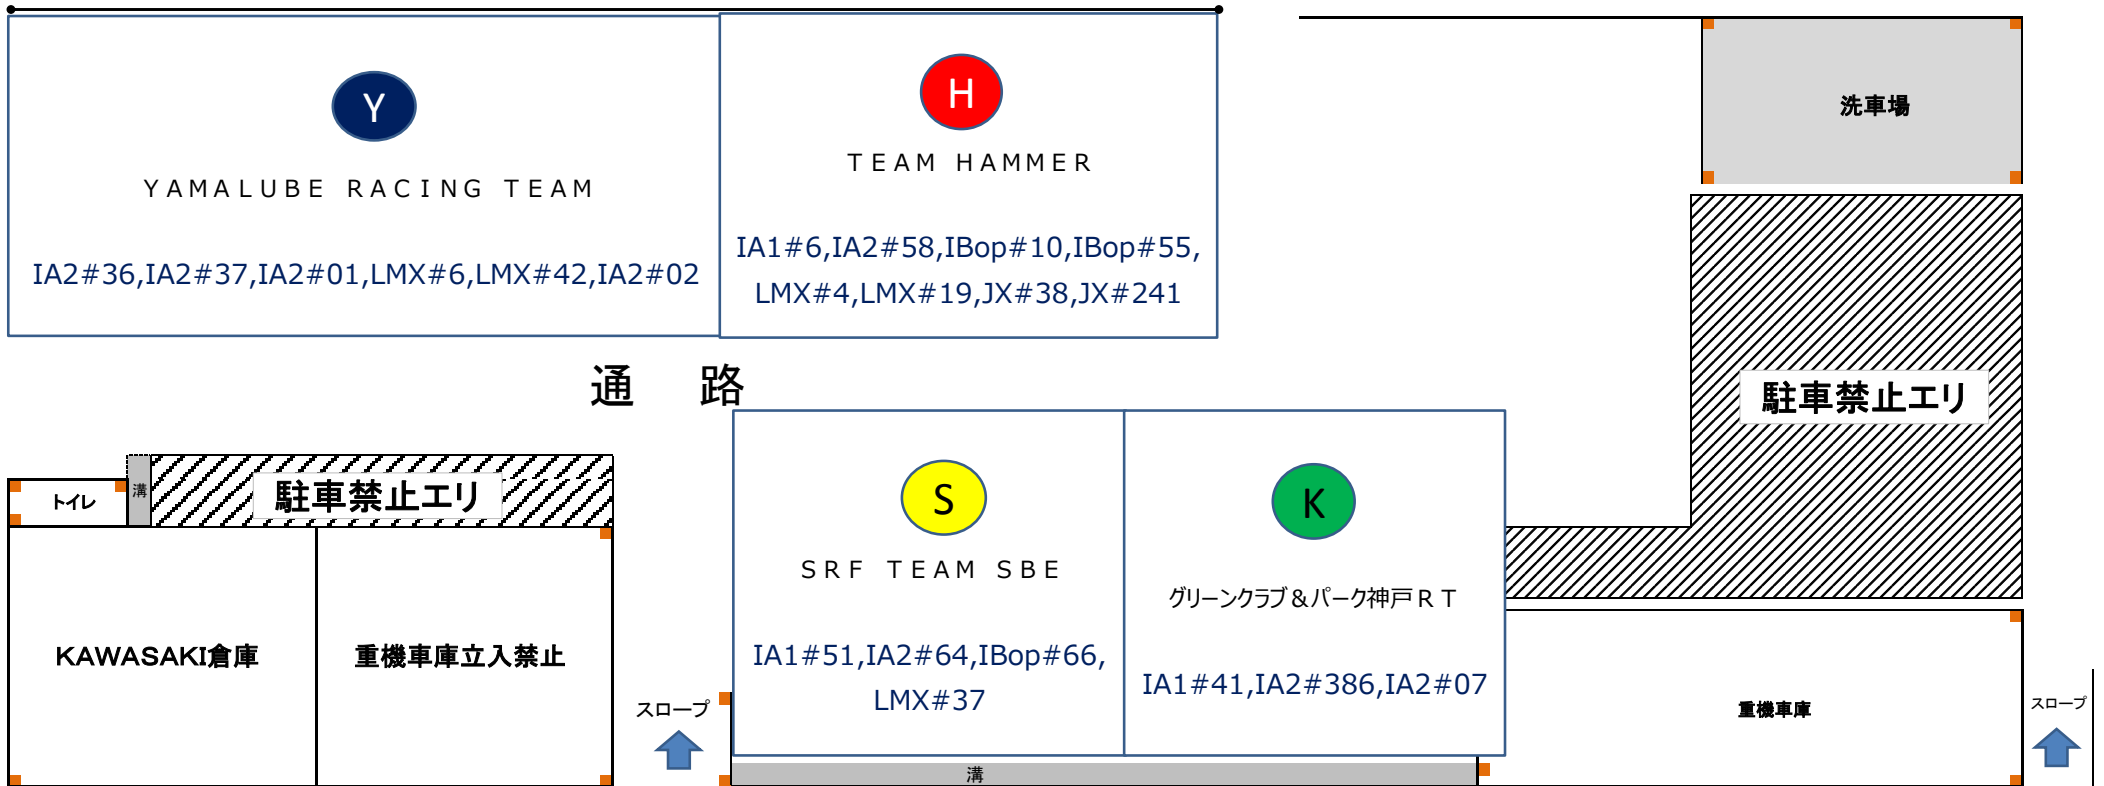 Y
YAMALUBE RACING TEAM
IA2#36,IA2#37,IA2#01,LMX#6,LMX#42,IA2#02
H
TEAM HAMMER
IA1#6,IA2#58,IBop#10,IBop#55,
LMX#4,LMX#19,JX#38,JX#241
洗車場
通 路
駐車禁止エリ
トイレ
溝
駐車禁止エリ
KAWASAKI倉庫
重機車庫立入禁止
スロープ
S
SRF TEAM SBE
IA1#51,IA2#64,IBop#66,
LMX#37
K
グリーンクラブ&パーク神戸RT
IA1#41,IA2#386,IA2#07
溝
重機車庫
スロープ